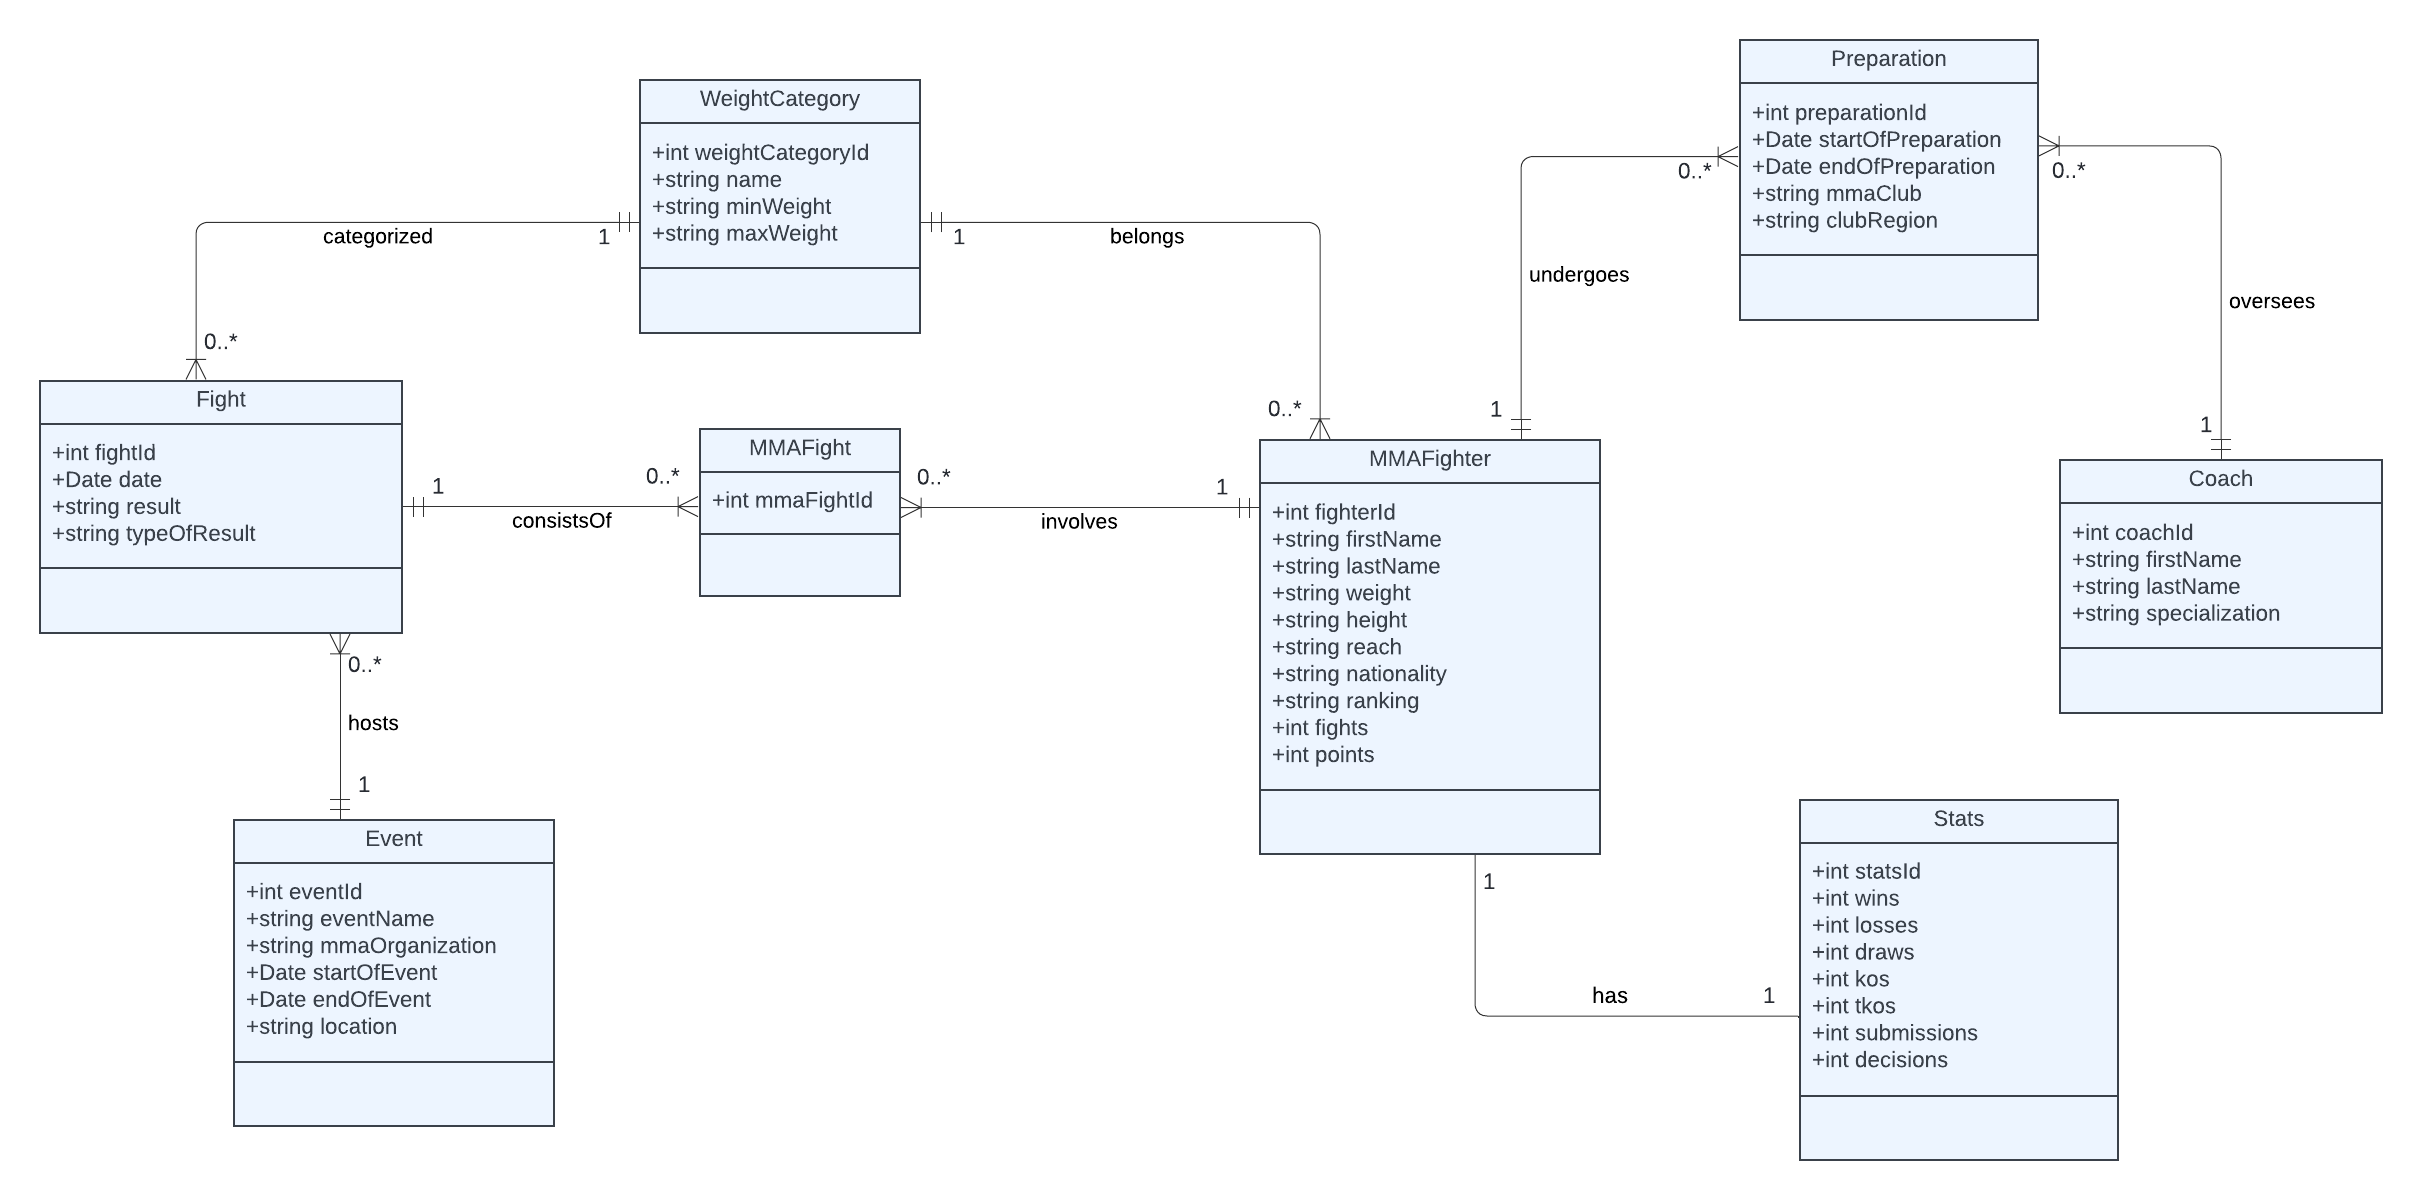 Preparation
+int preparationId
+Date startOfPreparation
+Date endOfPreparation
+string mmaClub
+string clubRegion
WeightCategory
+int weightCategoryId
+string name
+string minWeight
+string maxWeight
categorized
1
1
belongs
0..*
0..*
undergoes
oversees
0..*
0..*
1
1
Fight
+int fightId
+Date date
+string result
+string typeOfResult
1
consistsOf
0..*
MMAFight
+int mmaFightId
0..*
involves
1
MMAFighter
+int fighterId
+string firstName
+string lastName
+string weight
+string height
+string reach
+string nationality
+string ranking
+int fights
+int points
Coach
+int coachId
+string firstName
+string lastName
+string specialization
0..*
hosts
1
Event
+int eventId
+string eventName
+string mmaOrganization
+Date startOfEvent
+Date endOfEvent
+string location
1
has
1
Stats
+int statsId
+int wins
+int losses
+int draws
+int kos
+int tkos
+int submissions
+int decisions